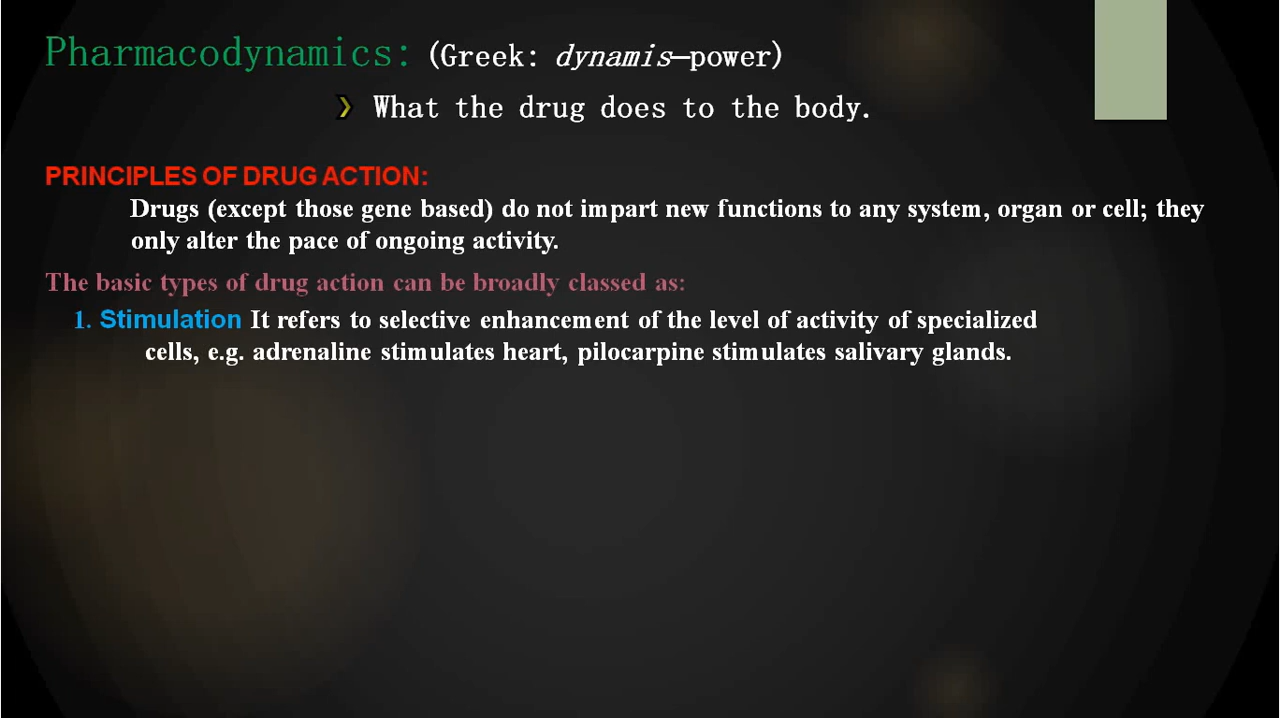 Pharmacodynamics: (Greek: dynamis—power)
❯ What the drug does to the body.
PRINCIPLES OF DRUG ACTION:
Drugs (except those gene based) do not impart new functions to any system, organ or cell; they
only alter the pace of ongoing activity.
The basic types of drug action can be broadly classed as:
1. Stimulation It refers to selective enhancement of the level of activity of specialized
cells, e.g. adrenaline stimulates heart, pilocarpine stimulates salivary glands.